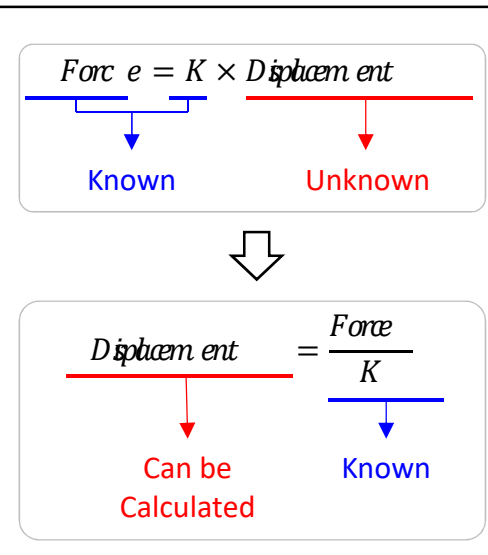 Force = K × Displacement
Known
Unknown
Displacement = Force / K
Can be
Calculated
Known